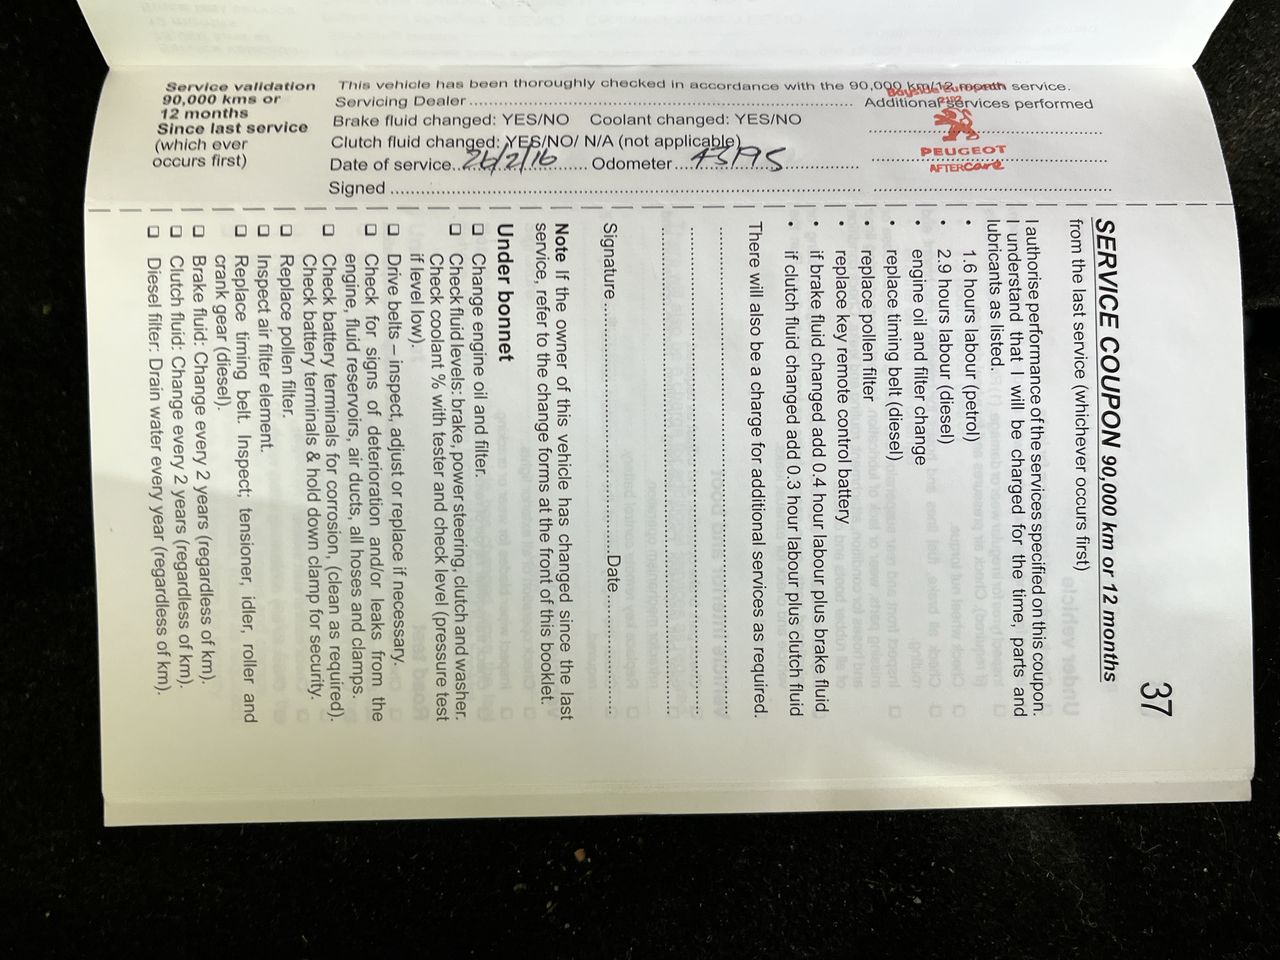 Service validation
90,000 kms or
12 months
Since last service
(which ever
occurs first)
This vehicle has been thoroughly checked in accordance with the 90,000 km/12 month service.
Servicing Dealer
Additional services performed
Brake fluid changed: YES/NO Coolant changed: YES/NO
Clutch fluid changed: YES/NO/ N/A (not applicable)
Date of service 26/2/16 Odometer 43195
Signed
Bayside European
PEUGEOT
AFTERcare
37
SERVICE COUPON 90,000 km or 12 months
from the last service (whichever occurs first)
I authorise performance of the services specified on this coupon.
I understand that I will be charged for the time, parts and
lubricants as listed.
• 1.6 hours labour (petrol)
• 2.9 hours labour (diesel)
• engine oil and filter change
• replace timing belt (diesel)
• replace pollen filter
• replace key remote control battery
• if brake fluid changed add 0.4 hour labour plus brake fluid
• if clutch fluid changed add 0.3 hour labour plus clutch fluid
There will also be a charge for additional services as required.
Signature Date
Note If the owner of this vehicle has changed since the last
service, refer to the change forms at the front of this booklet.
Under bonnet
❑ Change engine oil and filter.
❑ Check fluid levels: brake, power steering, clutch and washer.
Check coolant % with tester and check level (pressure test
if level low).
❑ Drive belts – inspect, adjust or replace if necessary.
❑ Check for signs of deterioration and/or leaks from the
engine, fluid reservoirs, air ducts, all hoses and clamps.
❑ Check battery terminals for corrosion, (clean as required).
Check battery terminals & hold down clamp for security.
❑ Replace pollen filter.
❑ Inspect air filter element.
❑ Replace timing belt. Inspect; tensioner, idler, roller and
crank gear (diesel).
❑ Brake fluid: Change every 2 years (regardless of km).
❑ Clutch fluid: Change every 2 years (regardless of km).
❑ Diesel filter: Drain water every year (regardless of km).